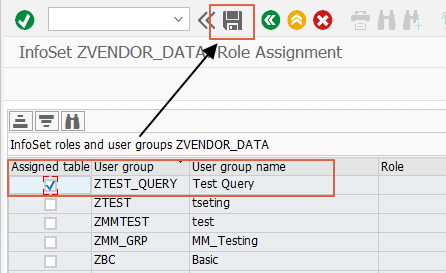 InfoSet ZVENDOR_DATA: Role Assignment
InfoSet roles and user groups ZVENDOR_DATA
Assigned table User group User group name Role
ZTEST_QUERY Test Query
ZTEST tseting
ZMMTEST test
ZMM_GRP MM_Testing
ZBC Basic